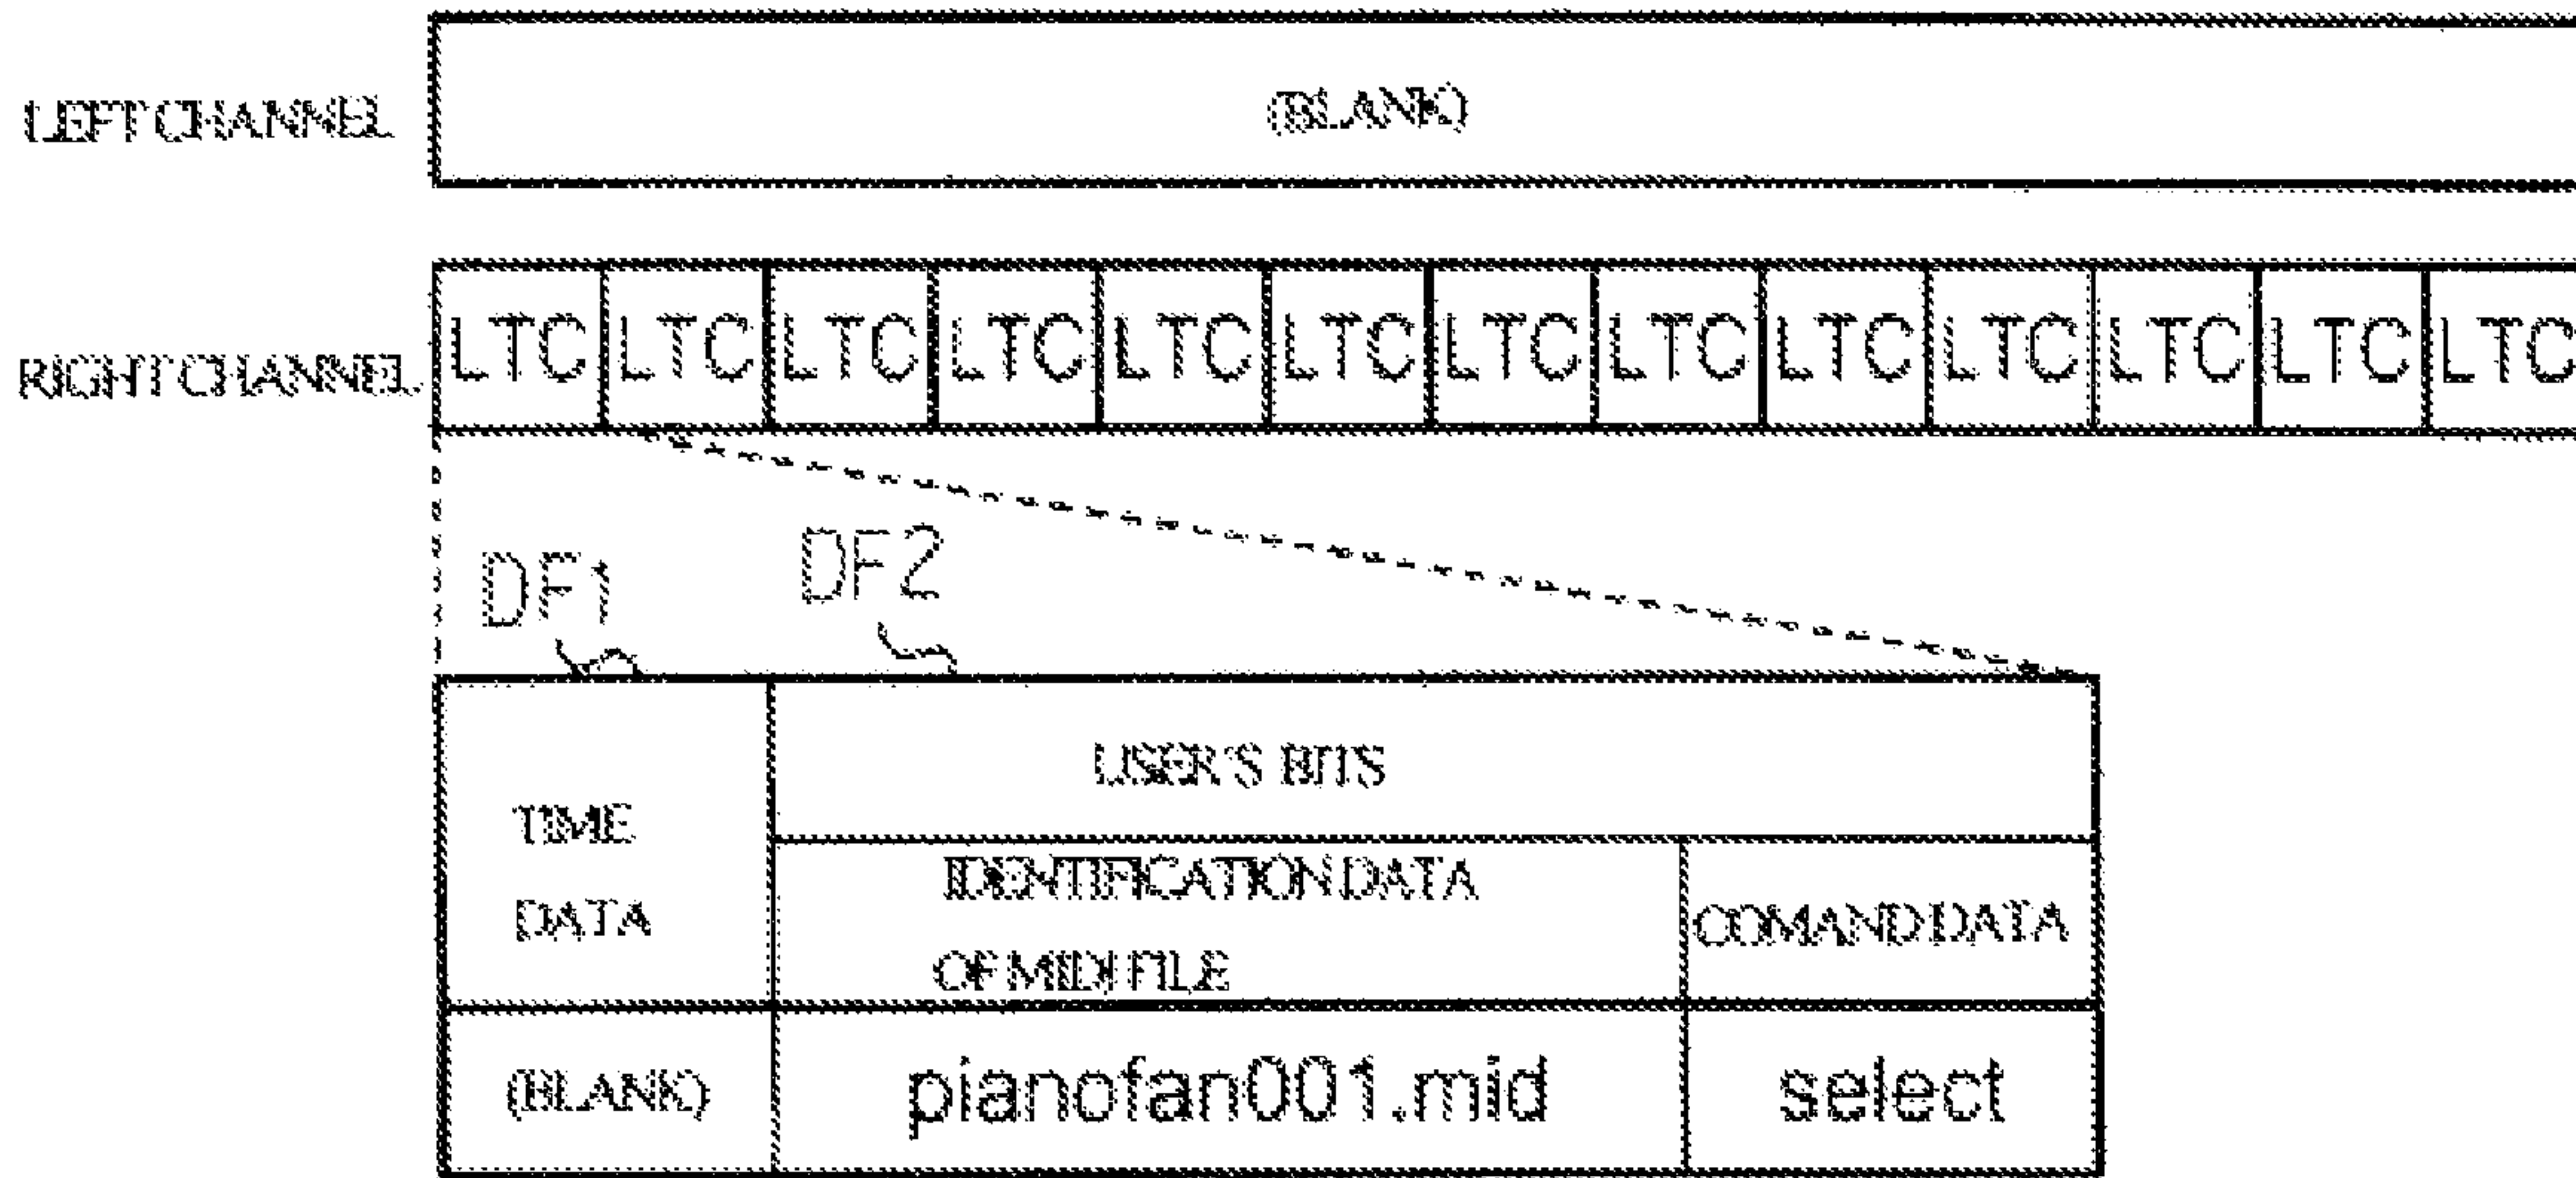 LEFT CHANNEL
(BLANK)
RIGHT CHANNEL
LTC LTC LTC LTC LTC LTC LTC LTC LTC LTC LTC LTC LTC
DF1
DF2
TIME
DATA
USER'S BITS
IDENTIFICATION DATA
OF MIDI FILE
COMAND DATA
(BLANK)
pianofan001.mid
select